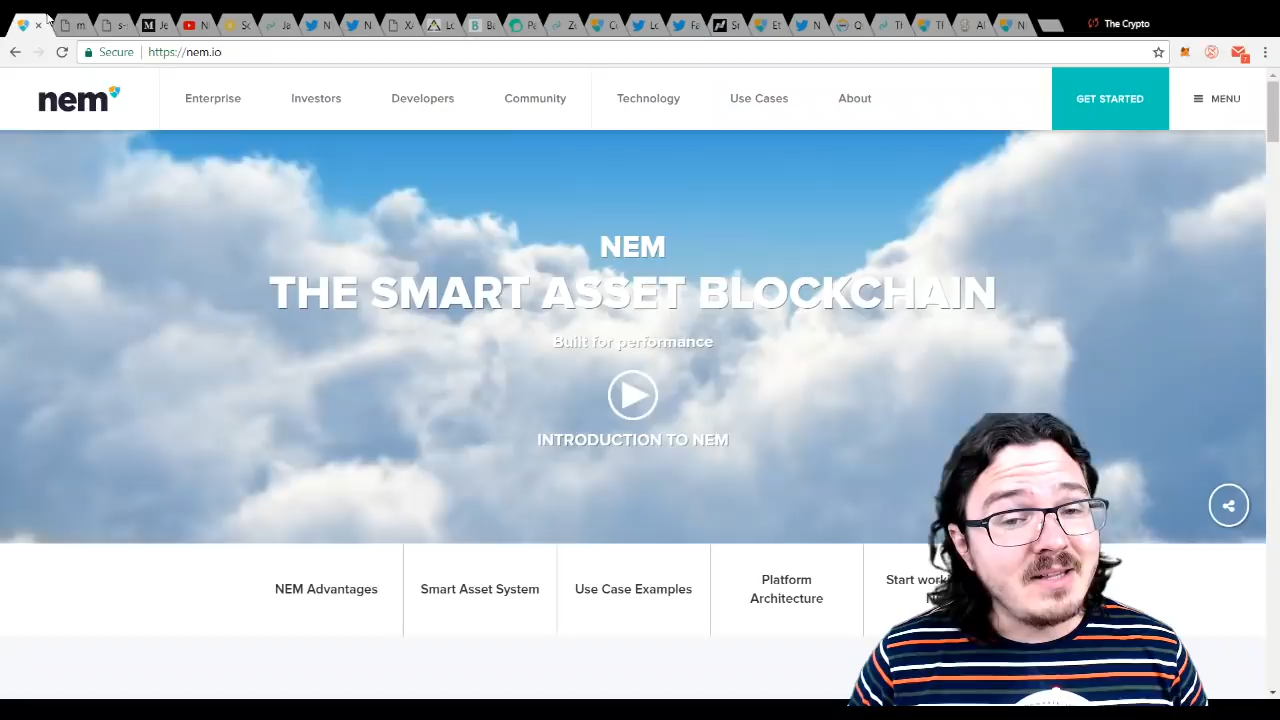 The Crypto
Secure
https://nem.io
7
nem
Enterprise
Investors
Developers
Community
Technology
Use Cases
About
GET STARTED
MENU
NEM
THE SMART ASSET BLOCKCHAIN
Built for performance
INTRODUCTION TO NEM
NEM Advantages
Smart Asset System
Use Case Examples
Platform
Architecture
Start